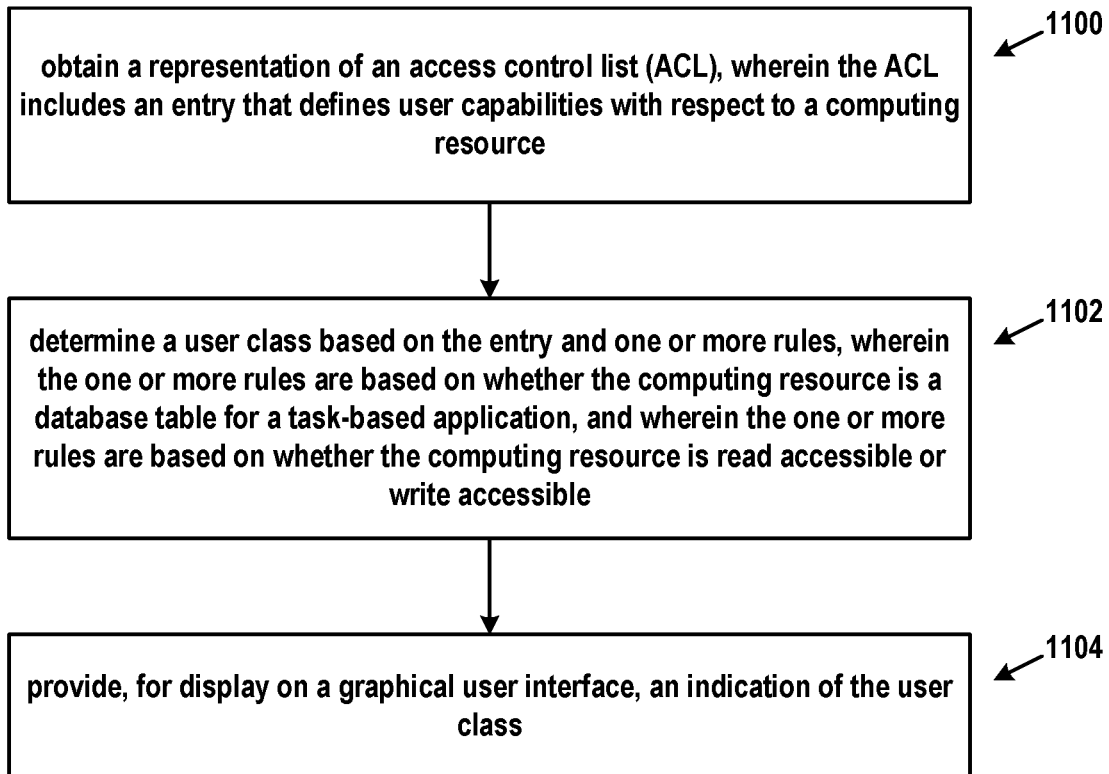 1100
obtain a representation of an access control list (ACL), wherein the ACL
includes an entry that defines user capabilities with respect to a computing
resource
1102
determine a user class based on the entry and one or more rules, wherein
the one or more rules are based on whether the computing resource is a
database table for a task-based application, and wherein the one or more
rules are based on whether the computing resource is read accessible or
write accessible
1104
provide, for display on a graphical user interface, an indication of the user
class